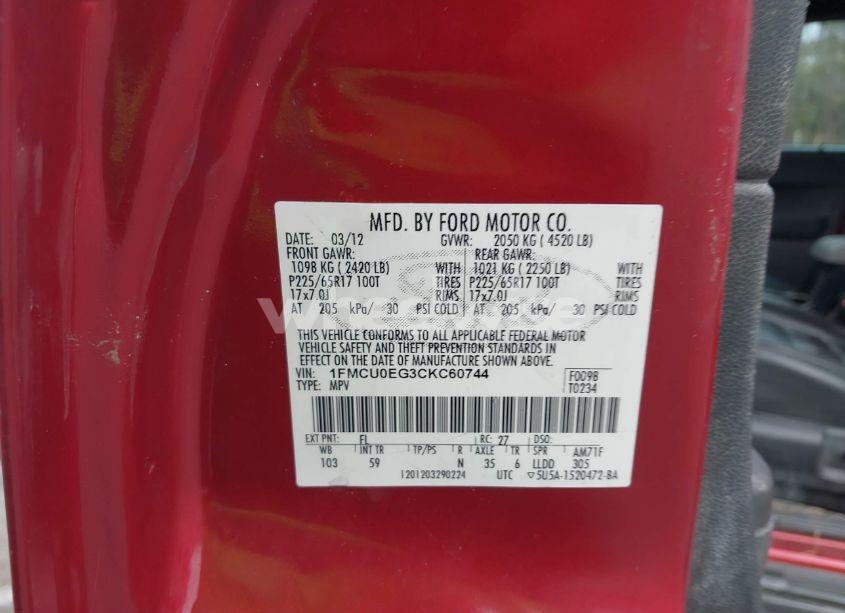 MFD. BY FORD MOTOR CO.
DATE: 03/12 GVWR: 2050 KG ( 4520 LB)
FRONT GAWR: REAR GAWR:
1098 KG ( 2420 LB) WITH 1021 KG ( 2250 LB) WITH
P225/65R17 100T TIRES P225/65R17 100T TIRES
17x7.0J RIMS 17x7.0J RIMS
AT 205 kPa/ 30 PSI COLD AT 205 kPa/ 30 PSI COLD
THIS VEHICLE CONFORMS TO ALL APPLICABLE FEDERAL MOTOR
VEHICLE SAFETY AND THEFT PREVENTION STANDARDS IN
EFFECT ON THE DATE OF MANUFACTURE SHOWN ABOVE.
VIN: 1FMCU0EG3CKC60744 F0098
TYPE: MPV T0234
EXT PNT: FL RC: 27 DSO:
WB INT TR TP/PS R AXLE TR SPR AM71F
103 59 N 35 6 LLDD 305
1201203290224 UTC ▽5U5A-1520472-BA